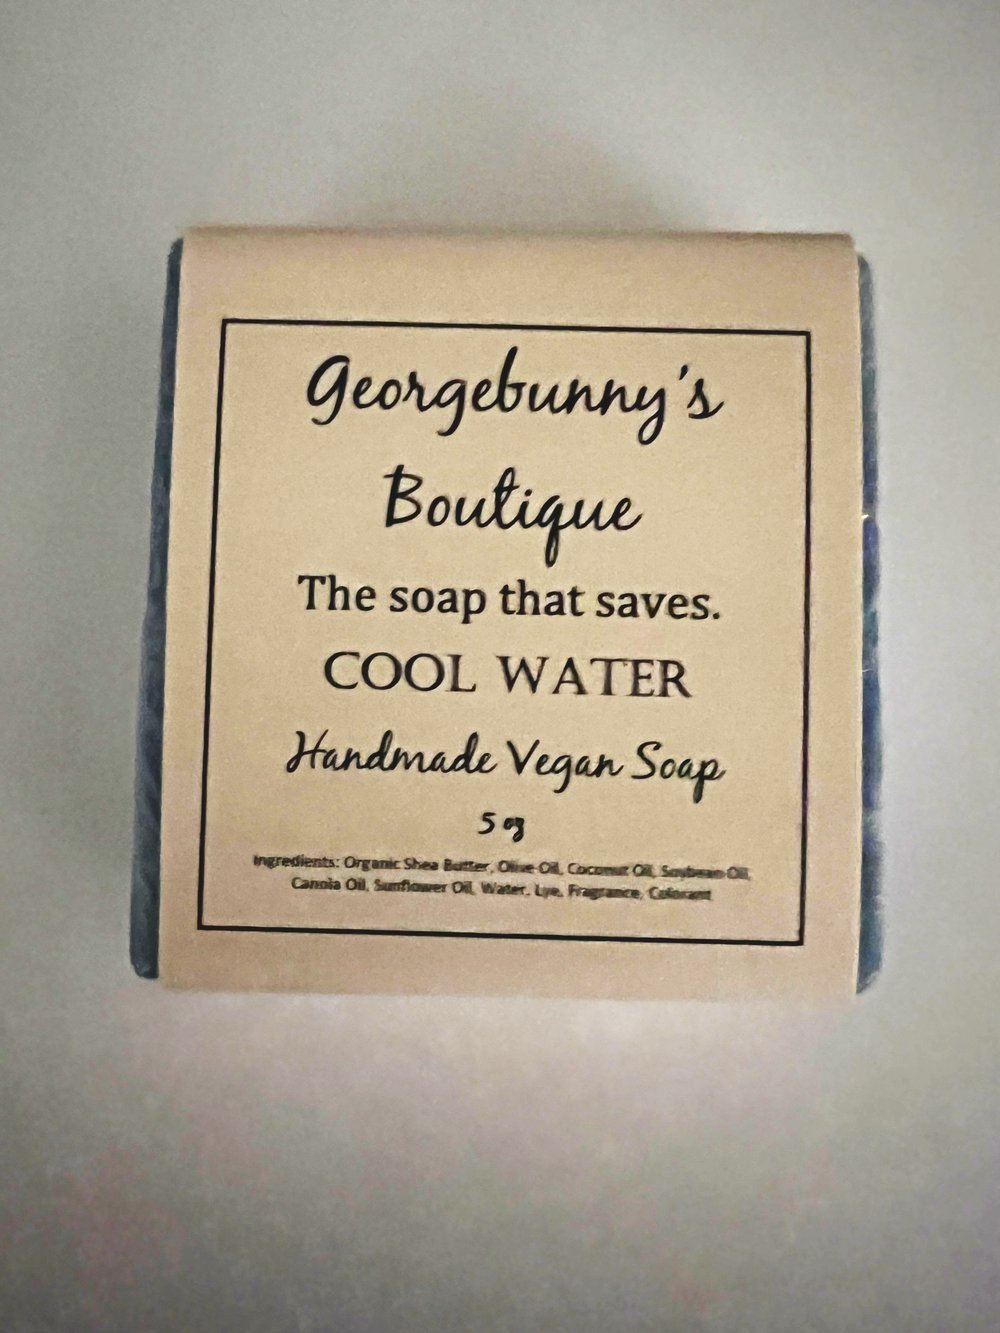 Georgebunny's
Boutique
The soap that saves.
COOL WATER
Handmade Vegan Soap
5 oz
Ingredients: Organic Shea Butter, Olive Oil, Coconut Oil, Soybean Oil,
Canola Oil, Sunflower Oil, Water, Lye, Fragrance, Colorant